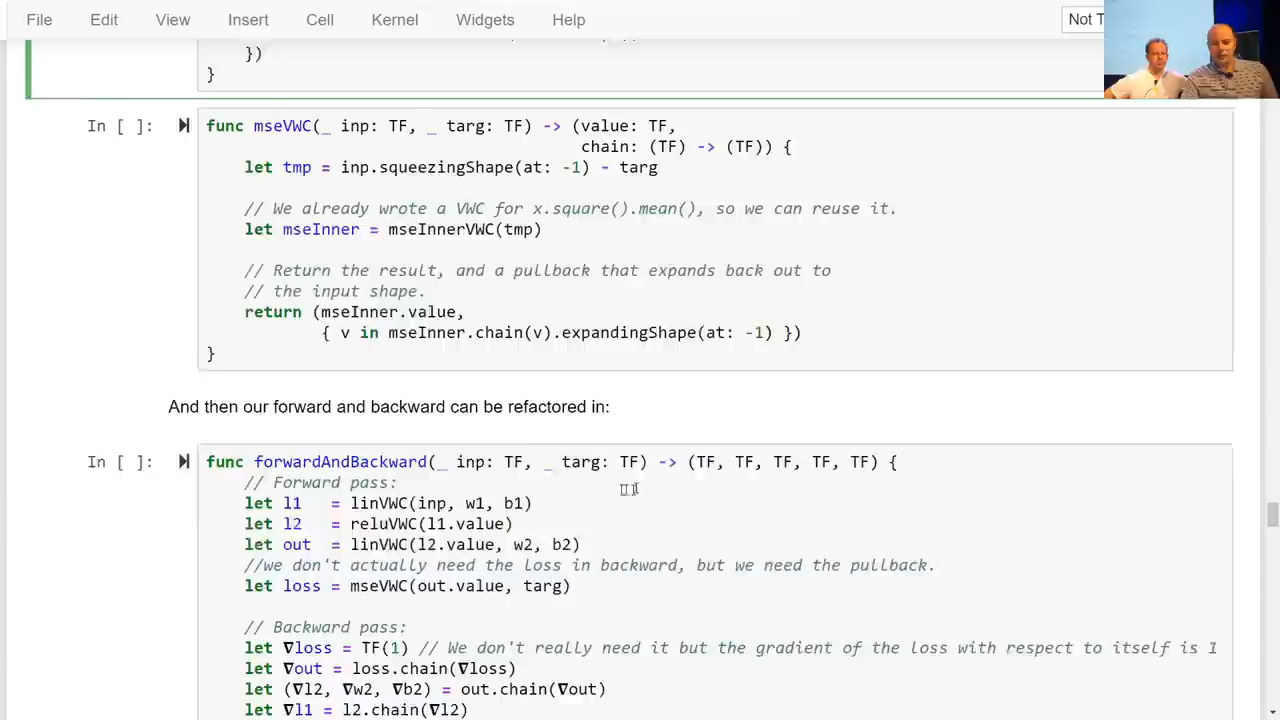 File Edit View Insert Cell Kernel Widgets Help Not T
})
}
In [ ]: func mseVWC(_ inp: TF, _ targ: TF) -> (value: TF,
chain: (TF) -> (TF)) {
let tmp = inp.squeezingShape(at: -1) - targ
// We already wrote a VWC for x.square().mean(), so we can reuse it.
let mseInner = mseInnerVWC(tmp)
// Return the result, and a pullback that expands back out to
// the input shape.
return (mseInner.value,
{ v in mseInner.chain(v).expandingShape(at: -1) })
}
And then our forward and backward can be refactored in:
In [ ]: func forwardAndBackward(_ inp: TF, _ targ: TF) -> (TF, TF, TF, TF, TF) {
// Forward pass:
let l1 = linVWC(inp, w1, b1)
let l2 = reluVWC(l1.value)
let out = linVWC(l2.value, w2, b2)
//we don't actually need the loss in backward, but we need the pullback.
let loss = mseVWC(out.value, targ)
// Backward pass:
let ∇loss = TF(1) // We don't really need it but the gradient of the loss with respect to itself is 1
let ∇out = loss.chain(∇loss)
let (∇l2, ∇w2, ∇b2) = out.chain(∇out)
let ∇l1 = l2.chain(∇l2)